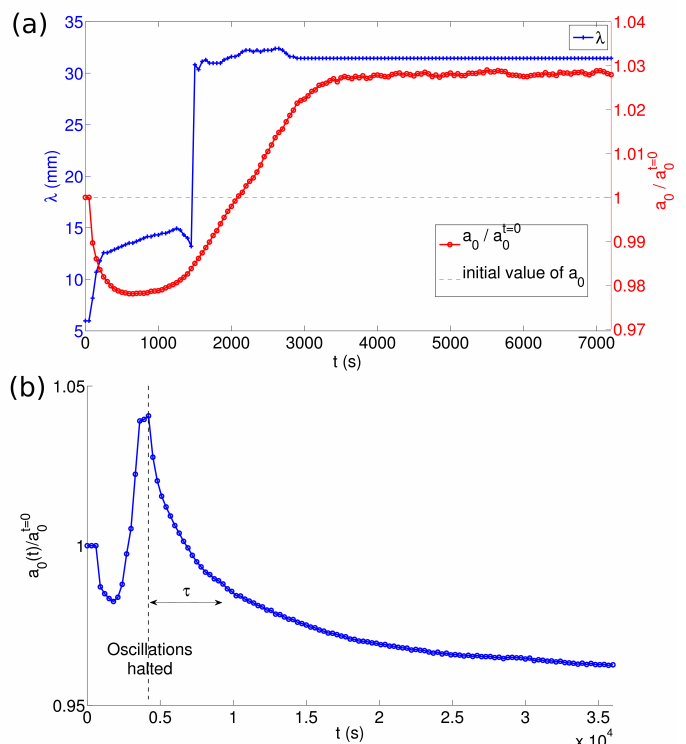 (a)
35
30
25
20
15
10
5
λ (mm)
λ
1.04
1.03
1.02
1.01
1
0.99
0.98
0.97
a0 / a0^t=0
a0 / a0^t=0
initial value of a0
0 1000 2000 3000 4000 5000 6000 7000
t (s)
(b)
1.05
1
0.95
a0(t)/a0^t=0
τ
Oscillations
halted
0 0.5 1 1.5 2 2.5 3 3.5
t (s)
x 10^4